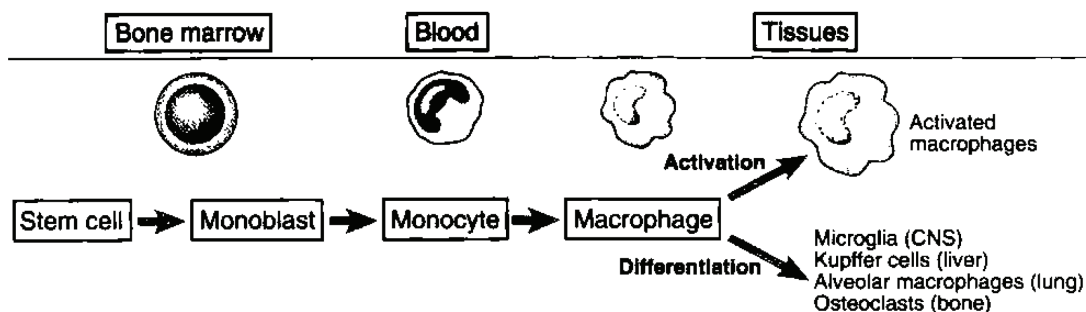 Bone marrow
Blood
Tissues
Activated
macrophages
Activation
Stem cell
Monoblast
Monocyte
Macrophage
Differentiation
Microglia (CNS)
Kupffer cells (liver)
Alveolar macrophages (lung)
Osteoclasts (bone)